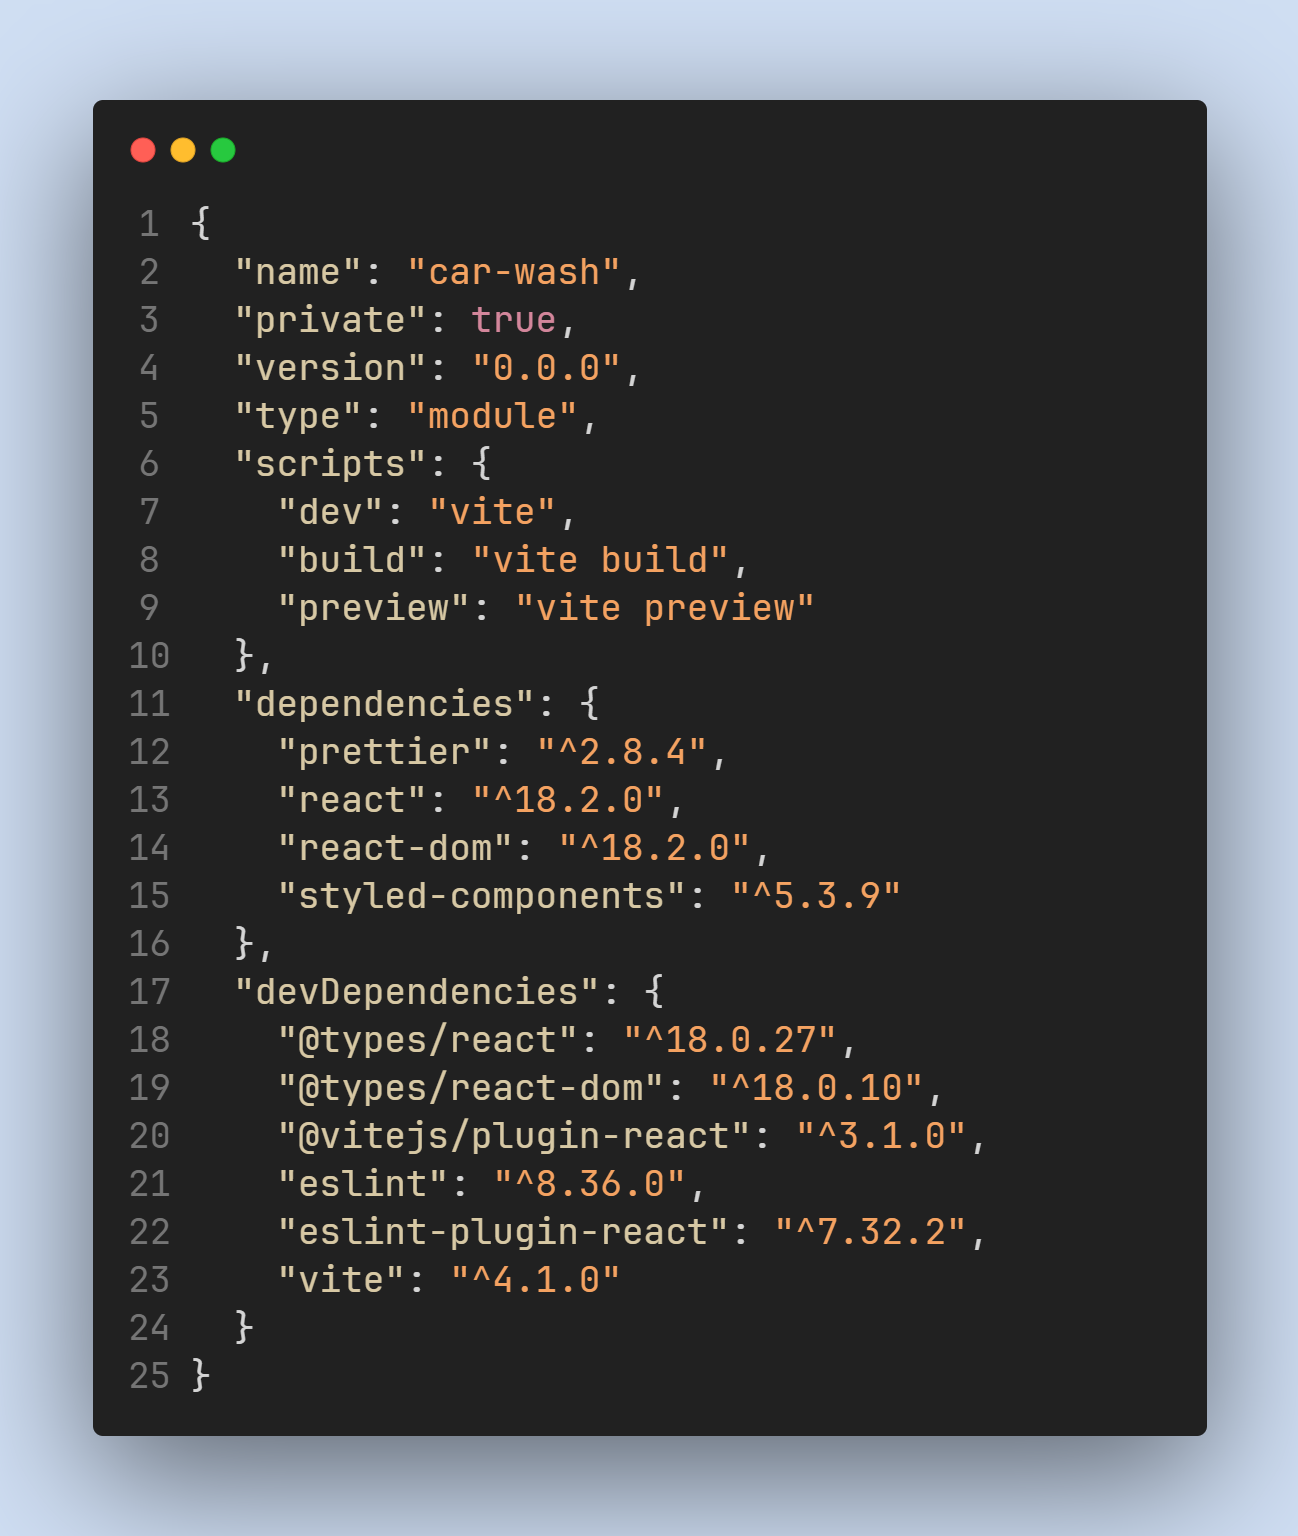 1 {
2   "name": "car-wash",
3   "private": true,
4   "version": "0.0.0",
5   "type": "module",
6   "scripts": {
7     "dev": "vite",
8     "build": "vite build",
9     "preview": "vite preview"
10   },
11   "dependencies": {
12     "prettier": "^2.8.4",
13     "react": "^18.2.0",
14     "react-dom": "^18.2.0",
15     "styled-components": "^5.3.9"
16   },
17   "devDependencies": {
18     "@types/react": "^18.0.27",
19     "@types/react-dom": "^18.0.10",
20     "@vitejs/plugin-react": "^3.1.0",
21     "eslint": "^8.36.0",
22     "eslint-plugin-react": "^7.32.2",
23     "vite": "^4.1.0"
24   }
25 }